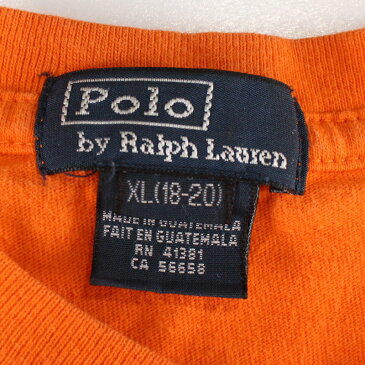 Polo
by Ralph Lauren
XL(18-20)
MADE IN GUATEMALA
FAIT EN GUATEMALA
RN 41381
CA 56658